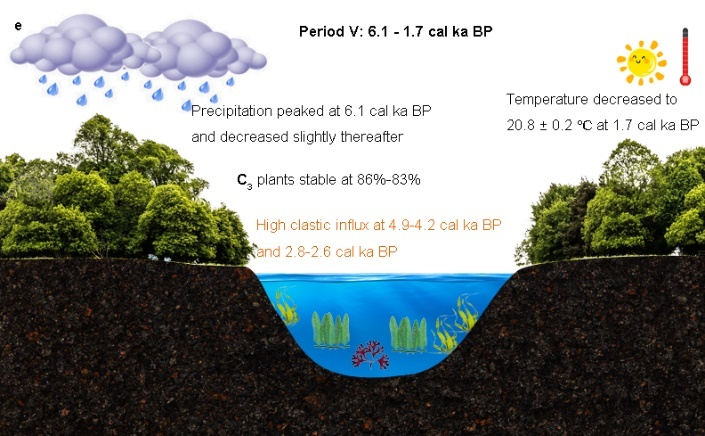 e
Period V: 6.1 - 1.7 cal ka BP
Precipitation peaked at 6.1 cal ka BP
and decreased slightly thereafter
Temperature decreased to
20.8 ± 0.2 ℃ at 1.7 cal ka BP
C₃ plants stable at 86%-83%
High clastic influx at 4.9-4.2 cal ka BP
and 2.8-2.6 cal ka BP